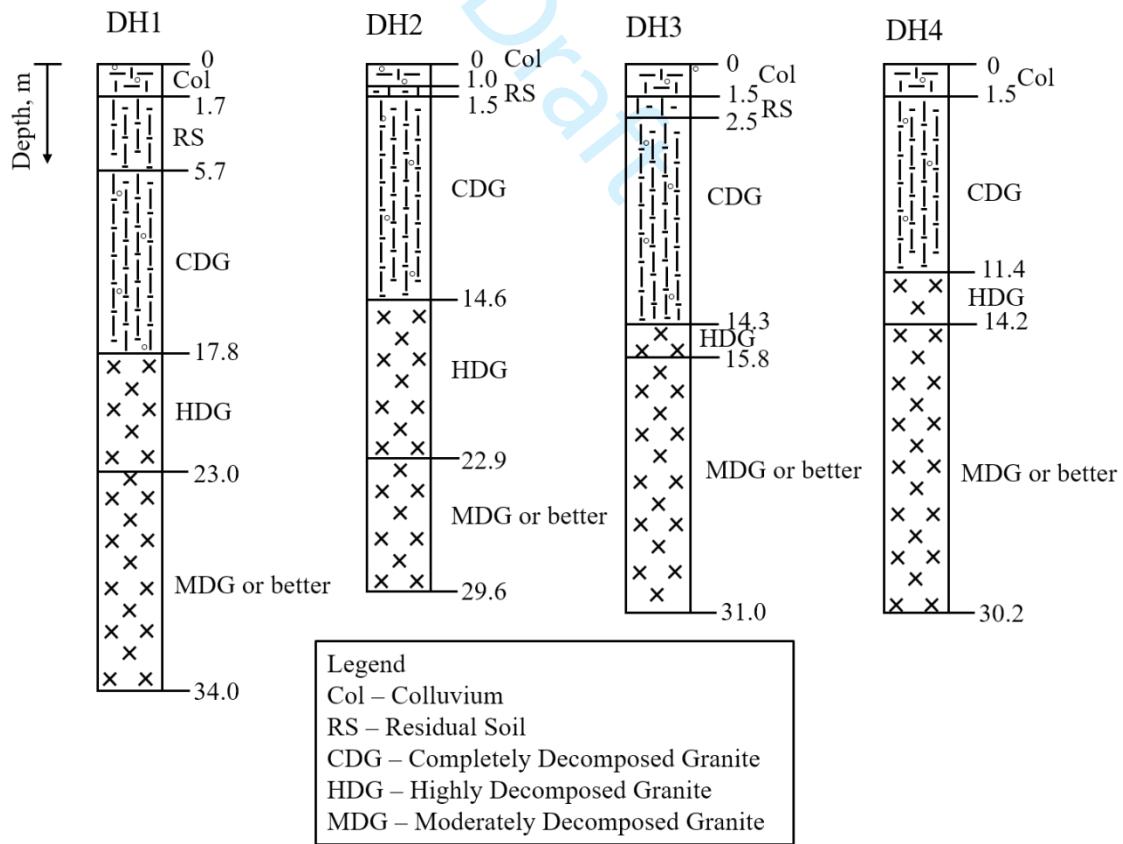 Draft
DH1
Depth, m
0
Col
1.7
RS
5.7
CDG
17.8
HDG
23.0
MDG or better
34.0
DH2
0
Col
1.0
RS
1.5
CDG
14.6
HDG
22.9
MDG or better
29.6
DH3
0
Col
1.5
RS
2.5
CDG
14.3
HDG
15.8
MDG or better
31.0
DH4
0
Col
1.5
CDG
11.4
HDG
14.2
MDG or better
30.2
Legend
Col – Colluvium
RS – Residual Soil
CDG – Completely Decomposed Granite
HDG – Highly Decomposed Granite
MDG – Moderately Decomposed Granite